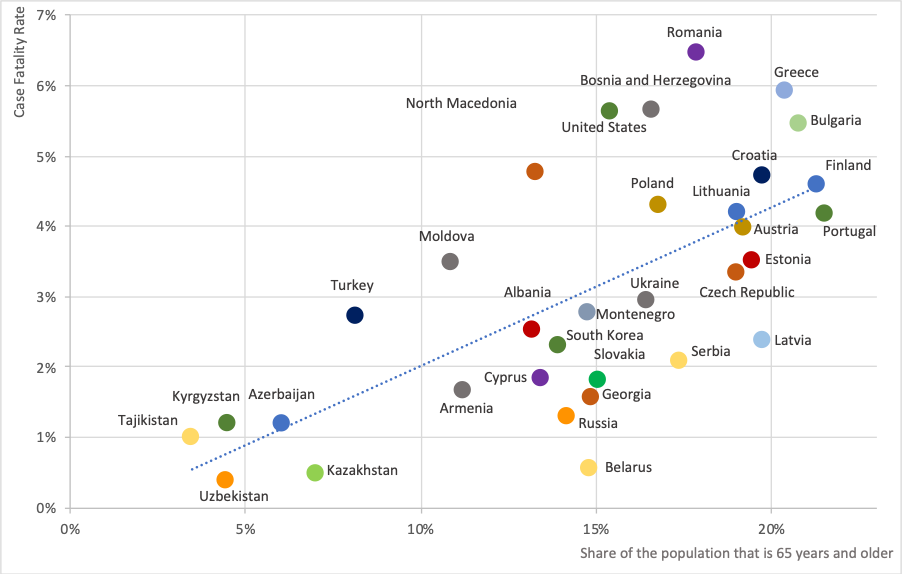 Case Fatality Rate
7%
6%
5%
4%
3%
2%
1%
0%
Romania
Greece
Bosnia and Herzegovina
North Macedonia
Bulgaria
United States
Croatia
Finland
Poland
Lithuania
Austria
Portugal
Moldova
Estonia
Czech Republic
Turkey
Albania
Ukraine
Montenegro
South Korea
Latvia
Slovakia
Serbia
Cyprus
Armenia
Georgia
Kyrgyzstan
Azerbaijan
Tajikistan
Russia
Kazakhstan
Belarus
Uzbekistan
0%
5%
10%
15%
20%
Share of the population that is 65 years and older